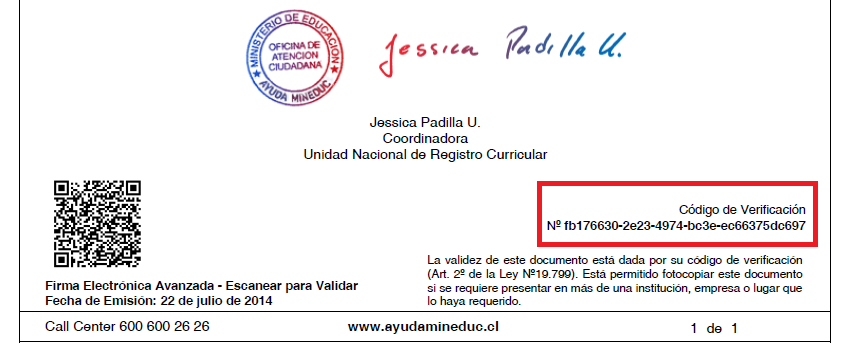 MINISTERIO DE EDUCACION
OFICINA DE
ATENCION
CIUDADANA
AYUDA MINEDUC
Jessica Padilla U.
Jessica Padilla U.
Coordinadora
Unidad Nacional de Registro Curricular
Código de Verificación
Nº fb176630-2e23-4974-bc3e-ec66375dc697
La validez de este documento está dada por su código de verificación
(Art. 2º de la Ley Nº19.799). Está permitido fotocopiar este documento
si se requiere presentar en más de una institución, empresa o lugar que
lo haya requerido.
Firma Electrónica Avanzada - Escanear para Validar
Fecha de Emisión: 22 de julio de 2014
Call Center 600 600 26 26
www.ayudamineduc.cl
1 de 1